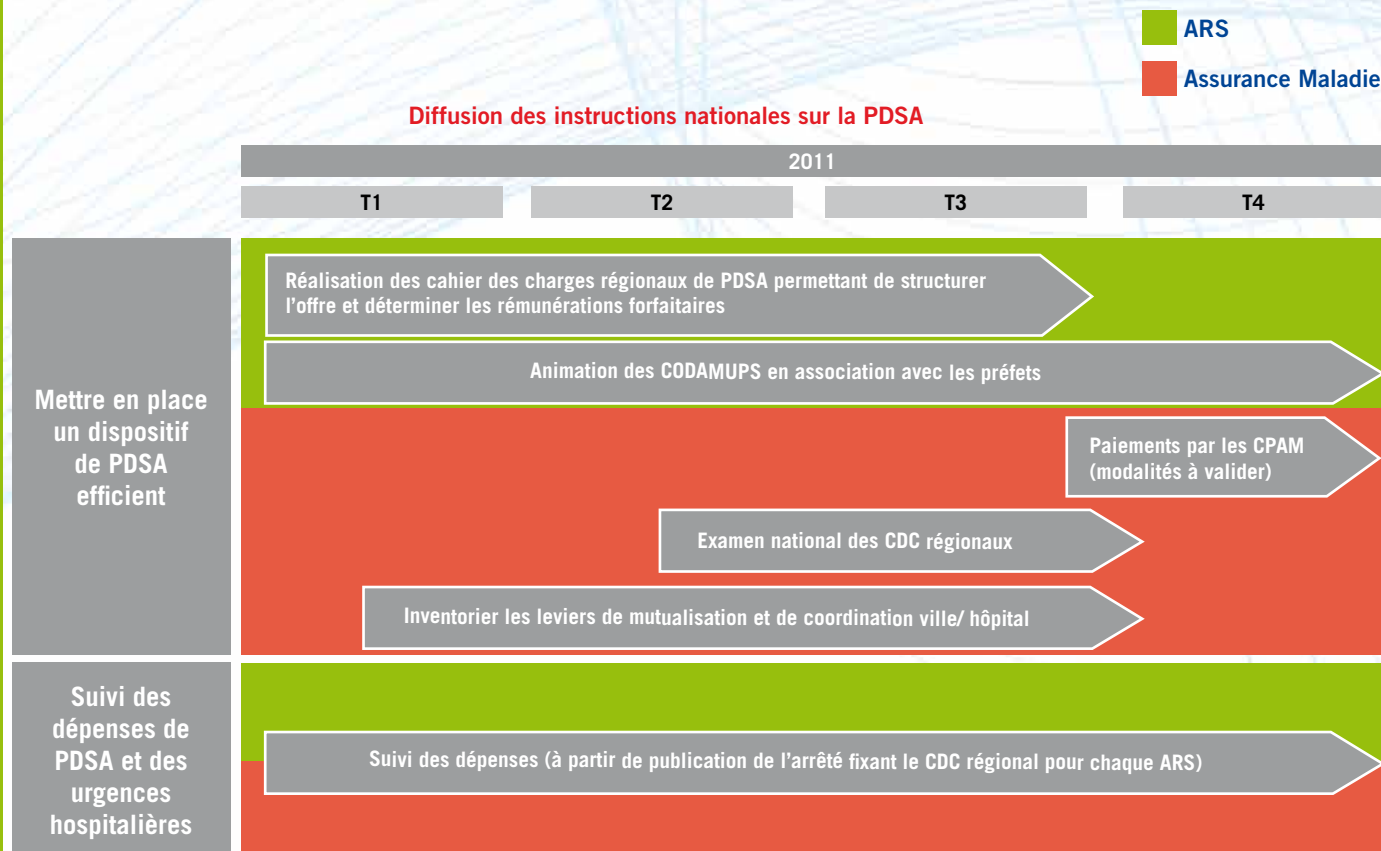 ARS
Assurance Maladie
Diffusion des instructions nationales sur la PDSA
2011
T1
T2
T3
T4
Mettre en place
un dispositif
de PDSA
efficient
Réalisation des cahier des charges régionaux de PDSA permettant de structurer
l'offre et déterminer les rémunérations forfaitaires
Animation des CODAMUPS en association avec les préfets
Paiements par les CPAM
(modalités à valider)
Examen national des CDC régionaux
Inventorier les leviers de mutualisation et de coordination ville/ hôpital
Suivi des
dépenses de
PDSA et des
urgences
hospitalières
Suivi des dépenses (à partir de publication de l'arrêté fixant le CDC régional pour chaque ARS)